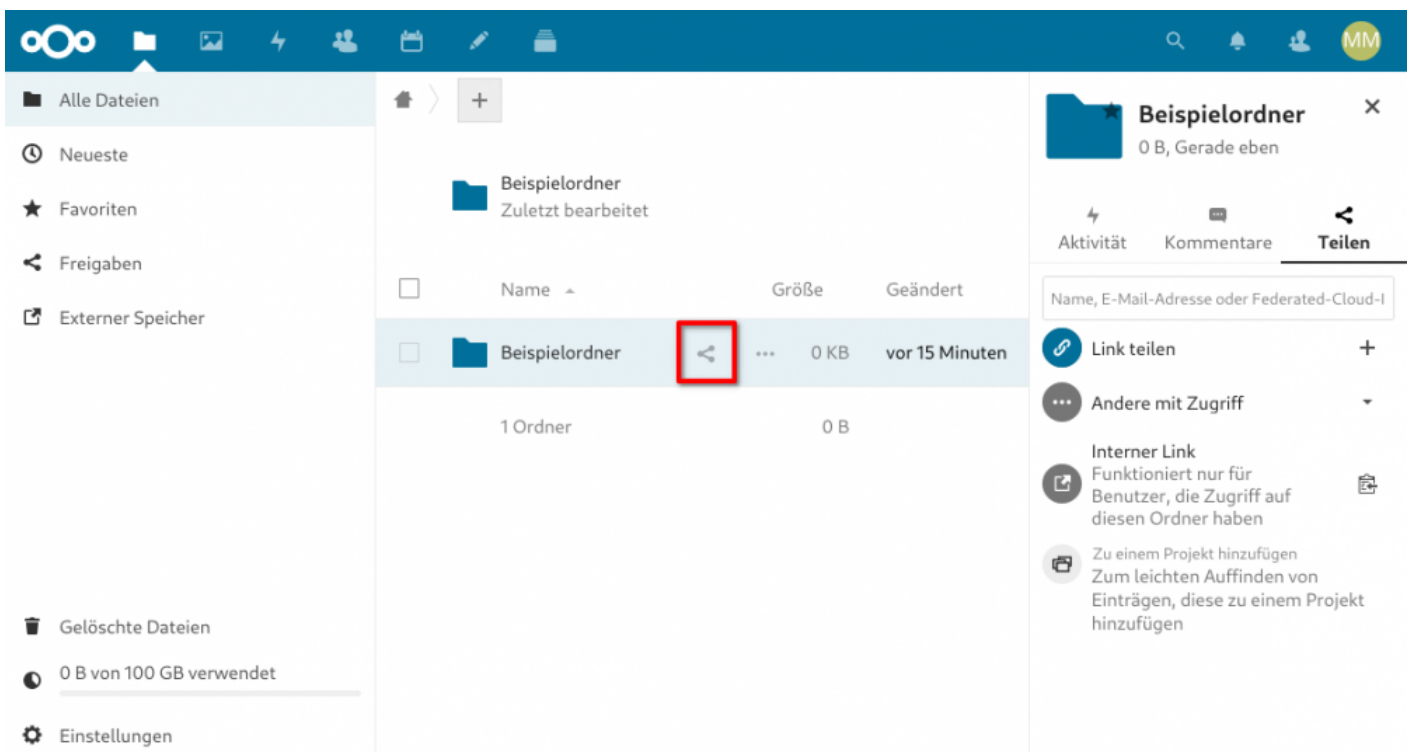 MM
Alle Dateien
Neueste
Favoriten
Freigaben
Externer Speicher
Gelöschte Dateien
0 B von 100 GB verwendet
Einstellungen
Beispielordner
Zuletzt bearbeitet
Name Größe Geändert
Beispielordner 0 KB vor 15 Minuten
1 Ordner 0 B
Beispielordner
0 B, Gerade eben
Aktivität Kommentare Teilen
Name, E-Mail-Adresse oder Federated-Cloud-I
Link teilen
Andere mit Zugriff
Interner Link
Funktioniert nur für
Benutzer, die Zugriff auf
diesen Ordner haben
Zu einem Projekt hinzufügen
Zum leichten Auffinden von
Einträgen, diese zu einem Projekt
hinzufügen